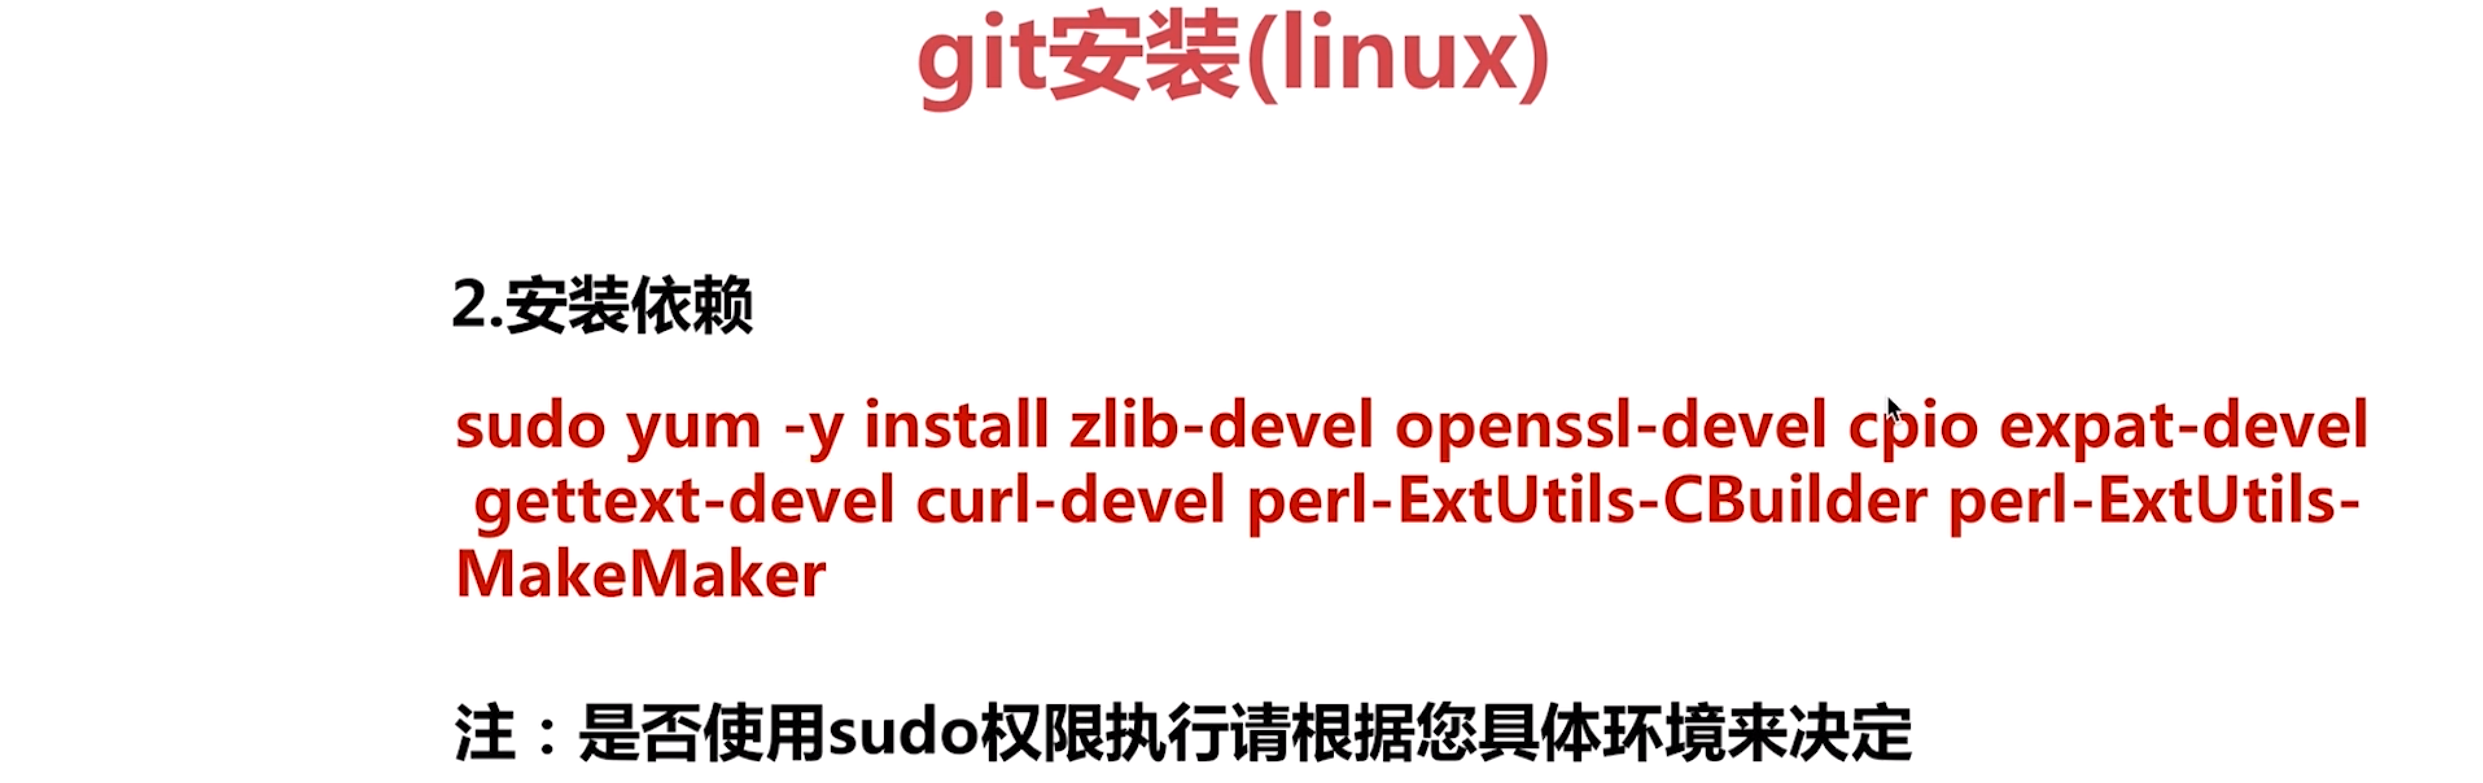 git安装(linux)
2.安装依赖
sudo yum -y install zlib-devel openssl-devel cpio expat-devel
gettext-devel curl-devel perl-ExtUtils-CBuilder perl-ExtUtils-
MakeMaker
注：是否使用sudo权限执行请根据您具体环境来决定